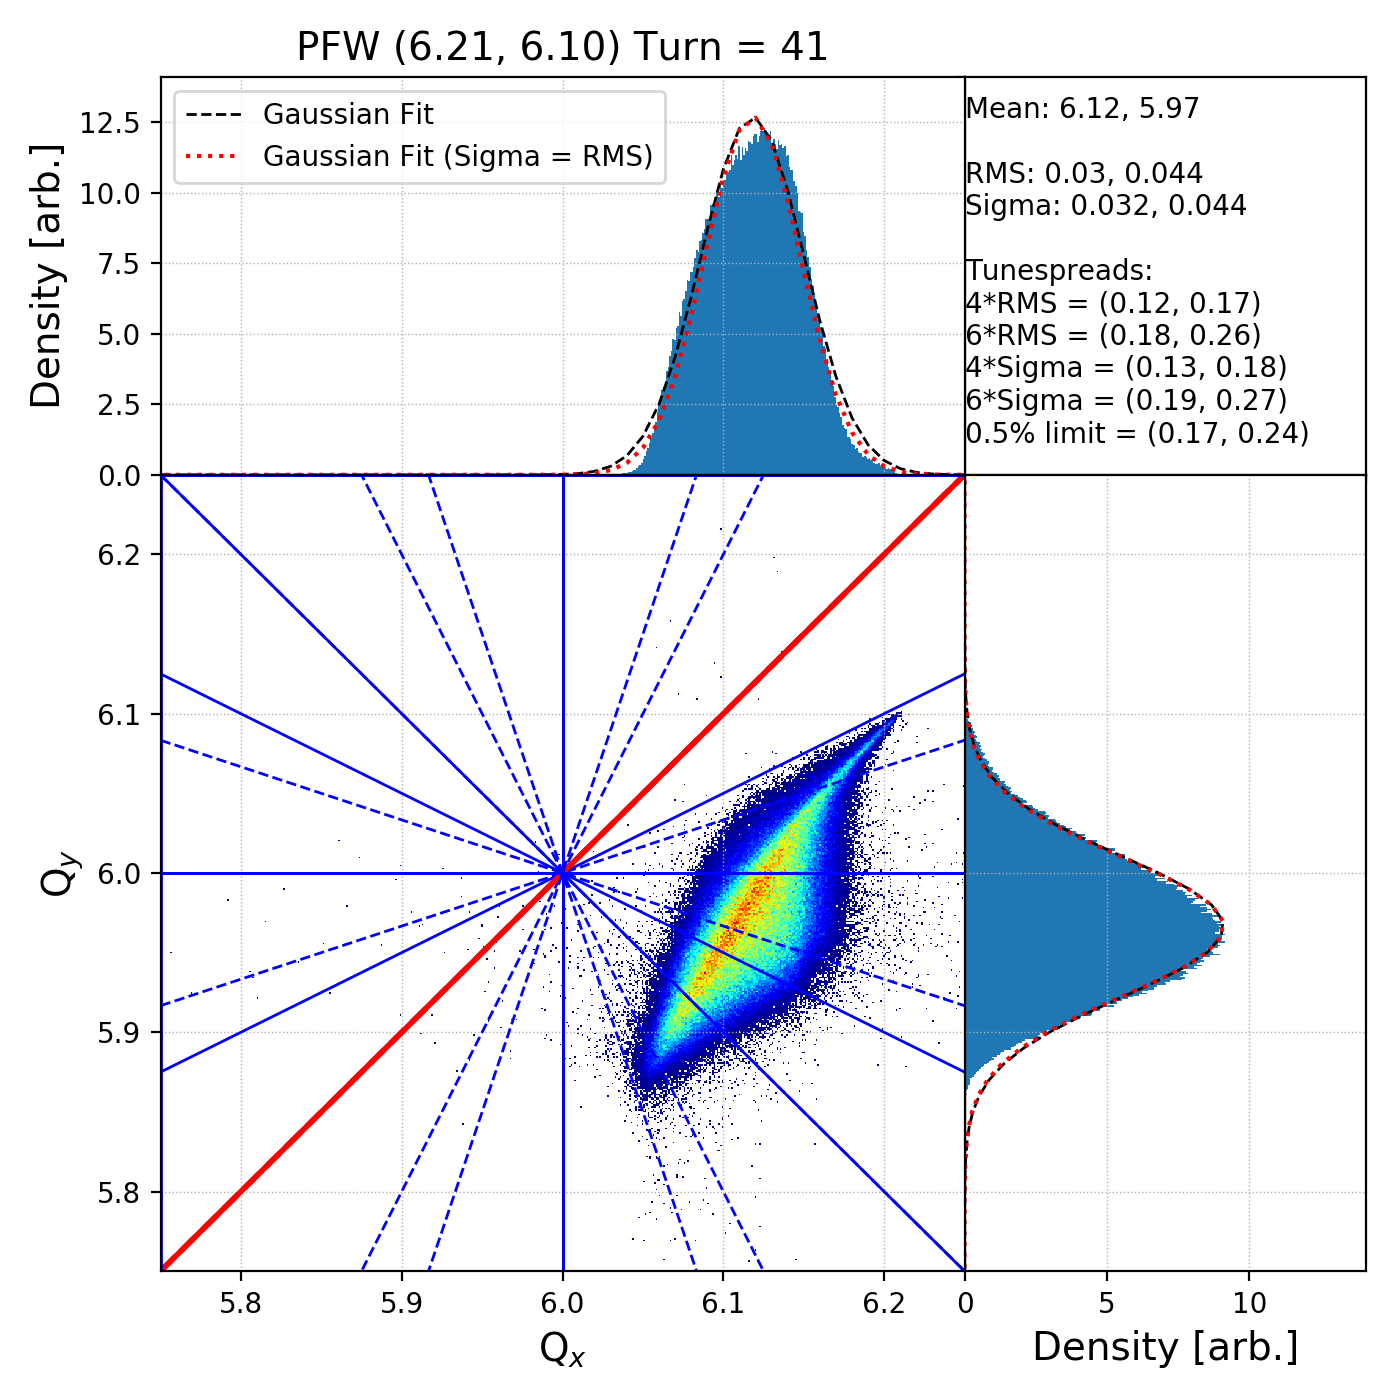 PFW (6.21, 6.10) Turn = 41
Gaussian Fit
Gaussian Fit (Sigma = RMS)
Density [arb.]
12.5
10.0
7.5
5.0
2.5
0.0
Mean: 6.12, 5.97
RMS: 0.03, 0.044
Sigma: 0.032, 0.044
Tunespreads:
4*RMS = (0.12, 0.17)
6*RMS = (0.18, 0.26)
4*Sigma = (0.13, 0.18)
6*Sigma = (0.19, 0.27)
0.5% limit = (0.17, 0.24)
Qy
6.2
6.1
6.0
5.9
5.8
5.8 5.9 6.0 6.1 6.2
Qx
0 5 10
Density [arb.]